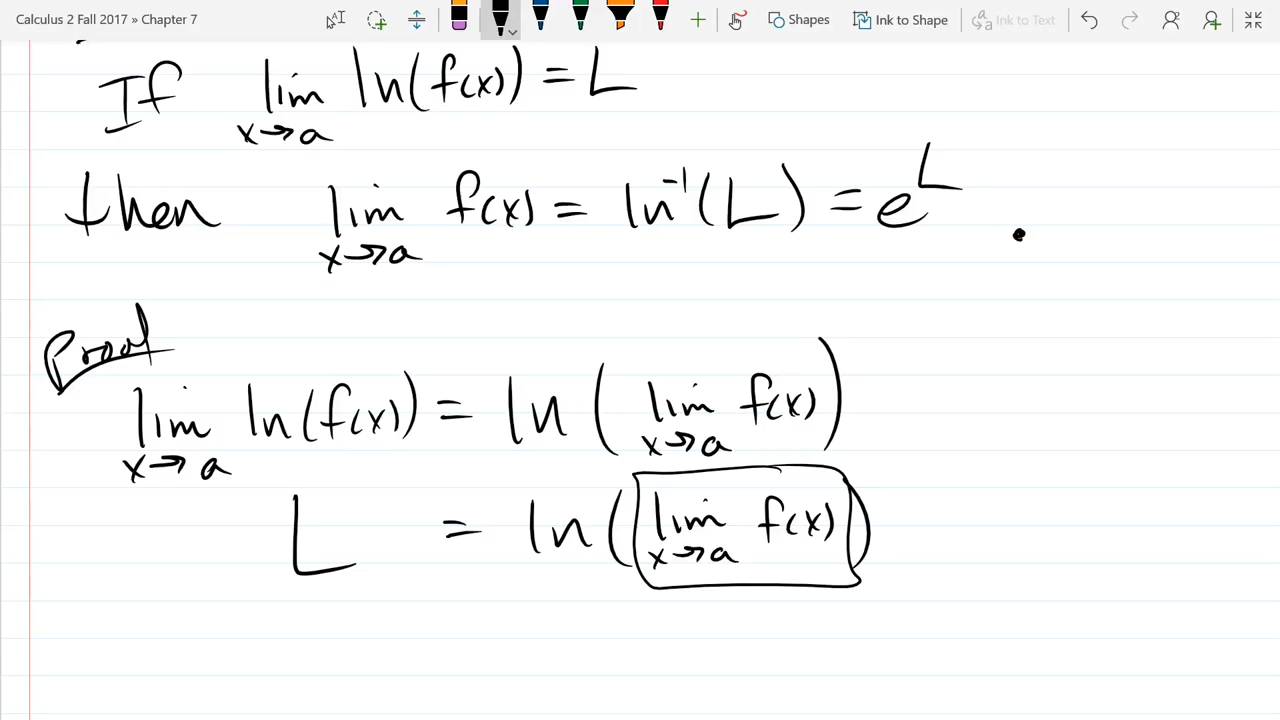 Calculus 2 Fall 2017 » Chapter 7
Shapes
Ink to Shape
Ink to Text
If lim x→a ln(f(x)) = L
then lim x→a f(x) = ln⁻¹(L) = e^L .
Proof
lim x→a ln(f(x)) = ln(lim x→a f(x))
L = ln(lim x→a f(x))